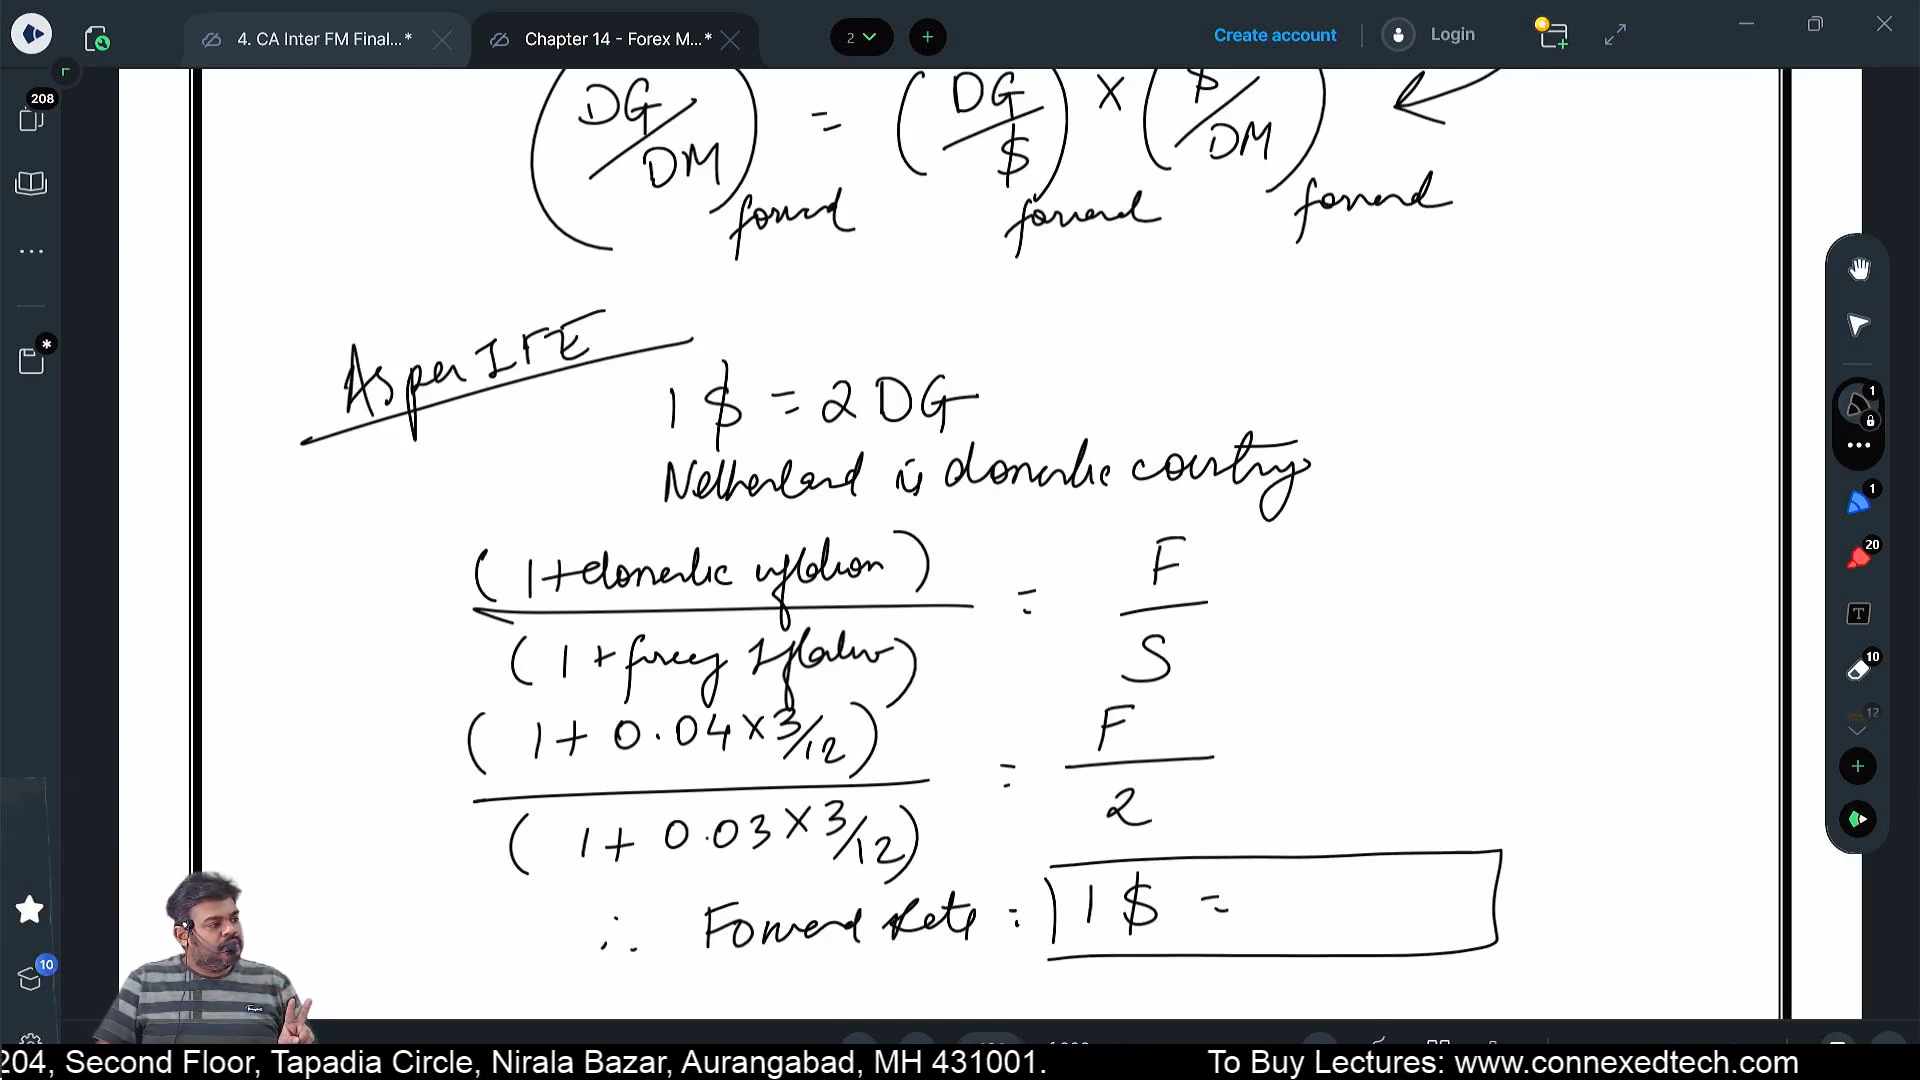 4. CA Inter FM Final...*
Chapter 14 - Forex M...*
2
Create account
Login
208
DG/DM = (DG/$) × ($/DM)
forward forward forward
As per IFE
1 $ = 2 DG
Netherland is domestic country
(1 + domestic inflation) / (1 + foreign Inflation) = F / S
(1 + 0.04 × 3/12) / (1 + 0.03 × 3/12) = F / 2
∴ Forward Rate = 1 $ =
1
1
20
T
10
12
10
204, Second Floor, Tapadia Circle, Nirala Bazar, Aurangabad, MH 431001.
To Buy Lectures: www.connexedtech.com